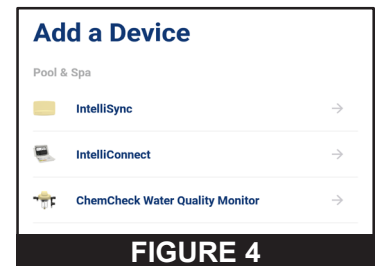 Add a Device
Pool & Spa
IntelliSync
IntelliConnect
ChemCheck Water Quality Monitor
FIGURE 4